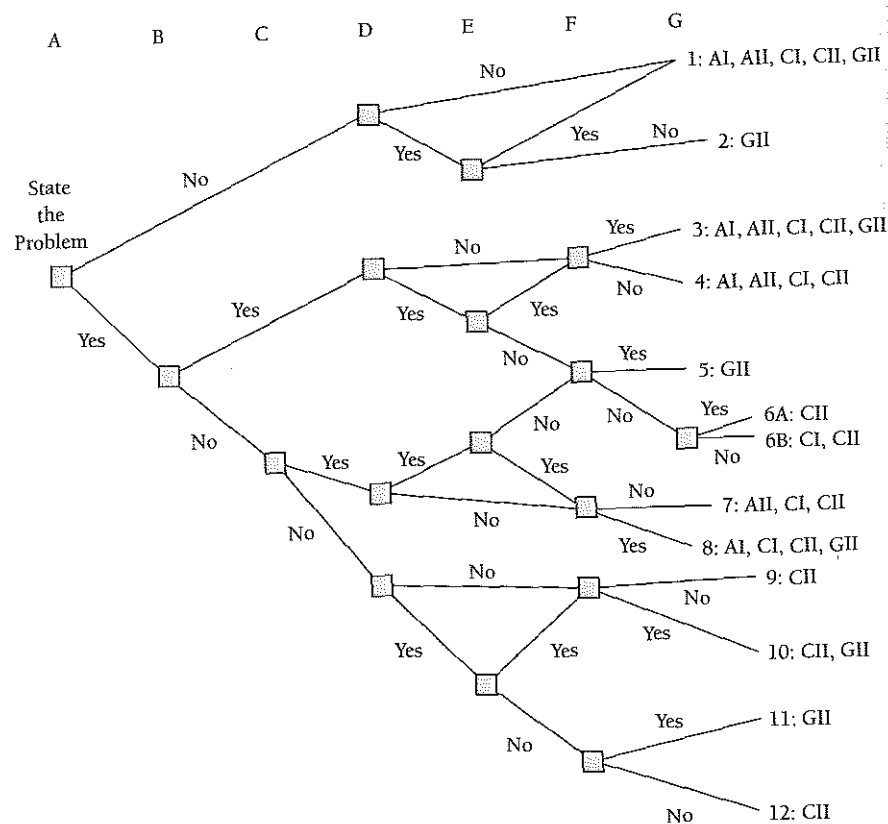 A B C D E F G
No
1: AI, AII, CI, CII, GII
Yes
Yes
No
2: GII
No
State
the
Problem
Yes
3: AI, AII, CI, CII, GII
No
No
4: AI, AII, CI, CII
Yes
Yes
Yes
Yes
No
Yes
5: GII
No
Yes
6A: CII
No
6B: CI, CII
No
No
Yes
Yes
Yes
No
7: AII, CI, CII
No
Yes
8: AI, CI, CII, GII
No
No
9: CII
No
Yes
Yes
Yes
10: CII, GII
Yes
11: GII
No
No
12: CII